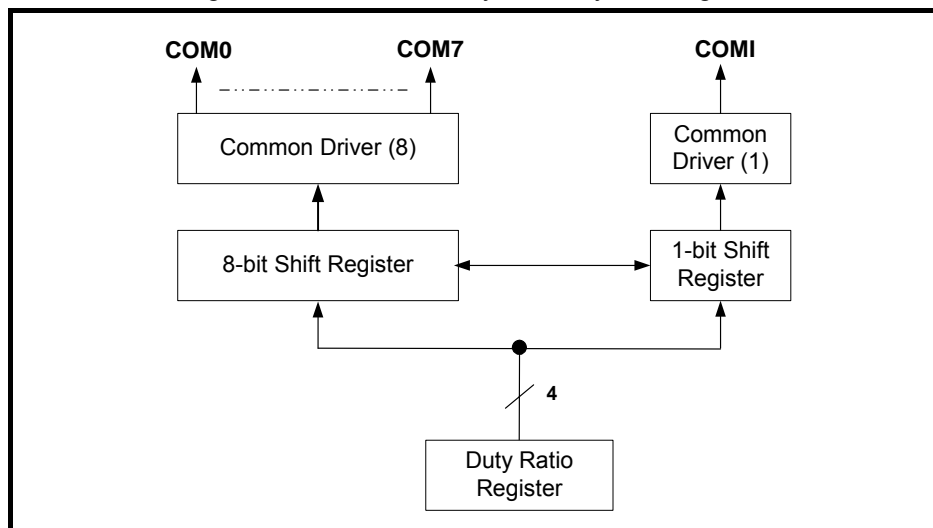 COM0
COM7
COMI
Common Driver (8)
Common
Driver (1)
8-bit Shift Register
1-bit Shift
Register
4
Duty Ratio
Register